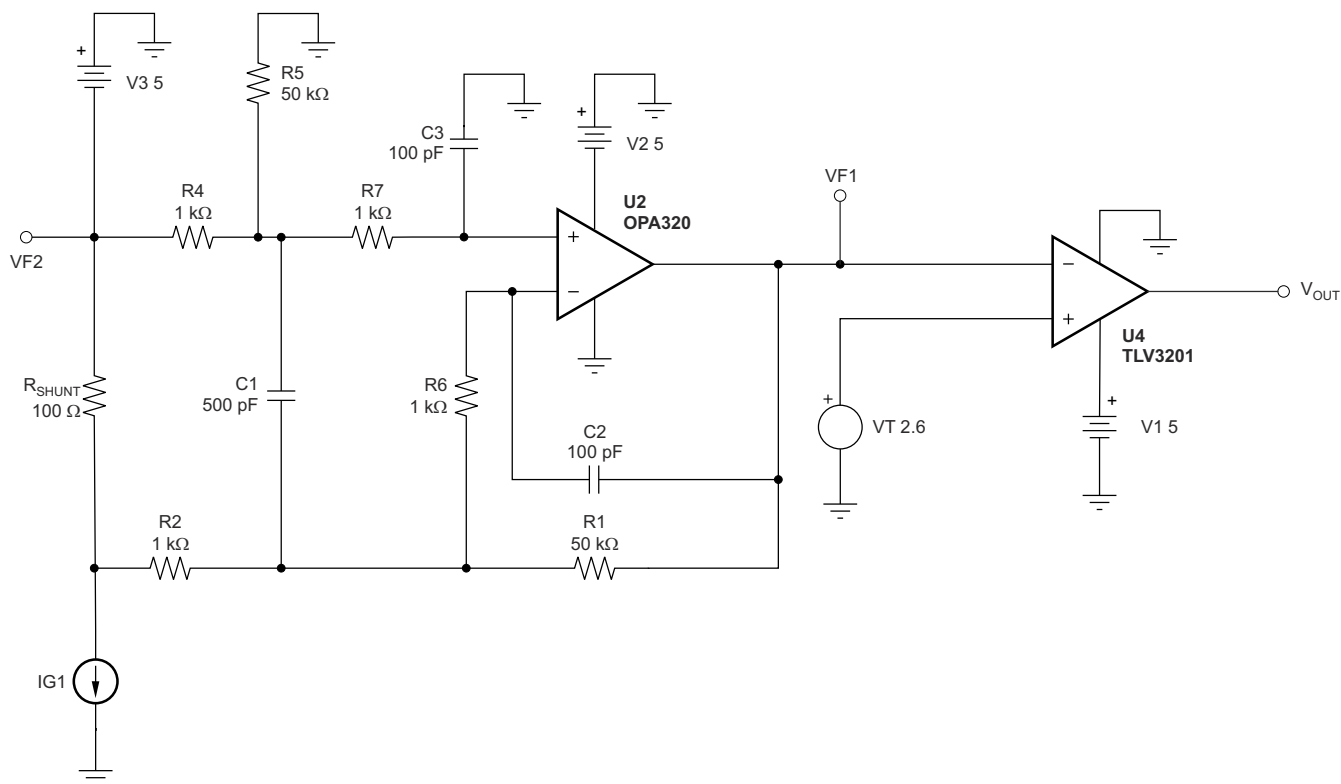 +
V3 5
R5
50 kΩ
C3
100 pF
+
V2 5
U2
OPA320
VF1
R4
1 kΩ
R7
1 kΩ
VF2
+
−
−
+
VOUT
U4
TLV3201
RSHUNT
100 Ω
C1
500 pF
R6
1 kΩ
C2
100 pF
+
VT 2.6
+
V1 5
R2
1 kΩ
R1
50 kΩ
IG1